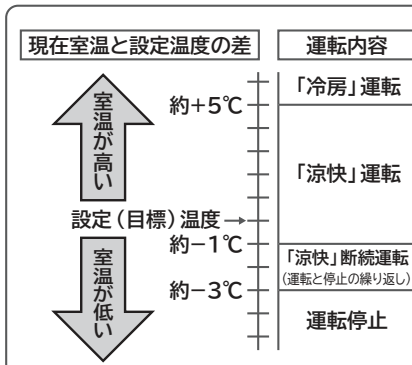 現在室温と設定温度の差
運転内容
室温が高い
「冷房」運転
約+5℃
「涼快」運転
設定（目標）温度→
約−1℃
室温が低い
「涼快」断続運転
（運転と停止の繰り返し）
約−3℃
運転停止